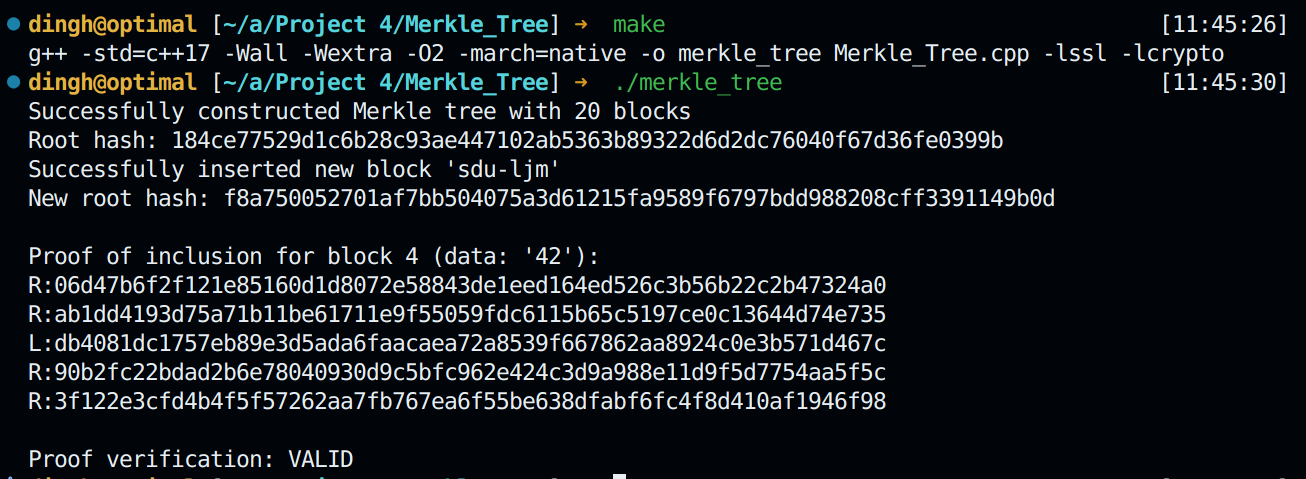 dingh@optimal [~/a/Project 4/Merkle_Tree] → make [11:45:26]
g++ -std=c++17 -Wall -Wextra -O2 -march=native -o merkle_tree Merkle_Tree.cpp -lssl -lcrypto
dingh@optimal [~/a/Project 4/Merkle_Tree] → ./merkle_tree [11:45:30]
Successfully constructed Merkle tree with 20 blocks
Root hash: 184ce77529d1c6b28c93ae447102ab5363b89322d6d2dc76040f67d36fe0399b
Successfully inserted new block 'sdu-ljm'
New root hash: f8a750052701af7bb504075a3d61215fa9589f6797bdd988208cff3391149b0d
Proof of inclusion for block 4 (data: '42'):
R:06d47b6f2f121e85160d1d8072e58843de1eed164ed526c3b56b22c2b47324a0
R:ab1dd4193d75a71b11be61711e9f55059fdc6115b65c5197ce0c13644d74e735
L:db4081dc1757eb89e3d5ada6faacaea72a8539f667862aa8924c0e3b571d467c
R:90b2fc22bdad2b6e78040930d9c5bfc962e424c3d9a988e11d9f5d7754aa5f5c
R:3f122e3cfd4b4f5f57262aa7fb767ea6f55be638dfabf6fc4f8d410af1946f98
Proof verification: VALID